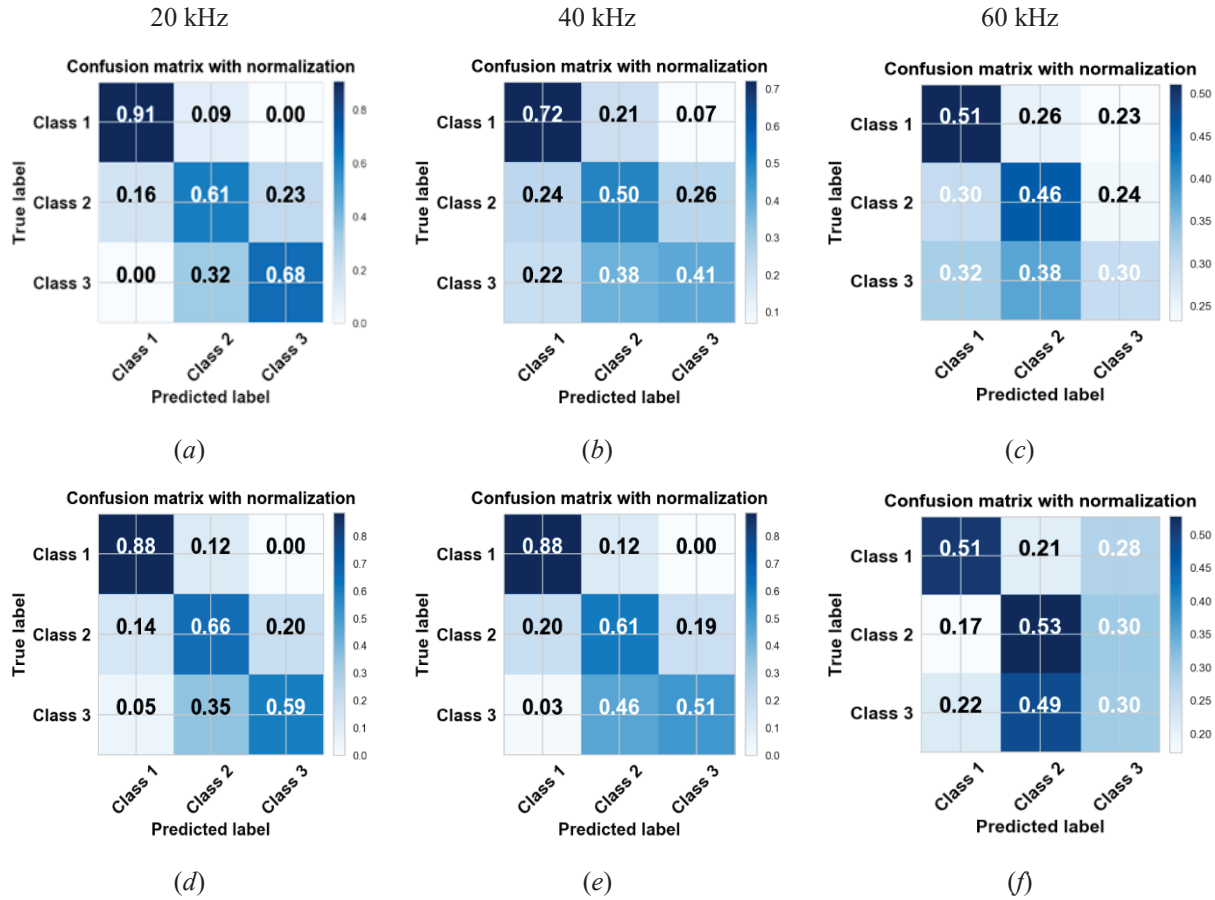 20 kHz 40 kHz 60 kHz
Confusion matrix with normalization
Class 1 0.91 0.09 0.00
Class 2 0.16 0.61 0.23
Class 3 0.00 0.32 0.68
True label
Class 1 Class 2 Class 3
Predicted label
0.8
0.6
0.4
0.2
0.0
(a)
Confusion matrix with normalization
Class 1 0.72 0.21 0.07
Class 2 0.24 0.50 0.26
Class 3 0.22 0.38 0.41
True label
Class 1 Class 2 Class 3
Predicted label
0.7
0.6
0.5
0.4
0.3
0.2
0.1
(b)
Confusion matrix with normalization
Class 1 0.51 0.26 0.23
Class 2 0.30 0.46 0.24
Class 3 0.32 0.38 0.30
True label
Class 1 Class 2 Class 3
Predicted label
0.50
0.45
0.40
0.35
0.30
0.25
(c)
Confusion matrix with normalization
Class 1 0.88 0.12 0.00
Class 2 0.14 0.66 0.20
Class 3 0.05 0.35 0.59
True label
Class 1 Class 2 Class 3
Predicted label
0.8
0.7
0.6
0.5
0.4
0.3
0.2
0.1
0.0
(d)
Confusion matrix with normalization
Class 1 0.88 0.12 0.00
Class 2 0.20 0.61 0.19
Class 3 0.03 0.46 0.51
True label
Class 1 Class 2 Class 3
Predicted label
0.8
0.7
0.6
0.5
0.4
0.3
0.2
0.1
0.0
(e)
Confusion matrix with normalization
Class 1 0.51 0.21 0.28
Class 2 0.17 0.53 0.30
Class 3 0.22 0.49 0.30
True label
Class 1 Class 2 Class 3
Predicted label
0.50
0.45
0.40
0.35
0.30
0.25
0.20
(f)